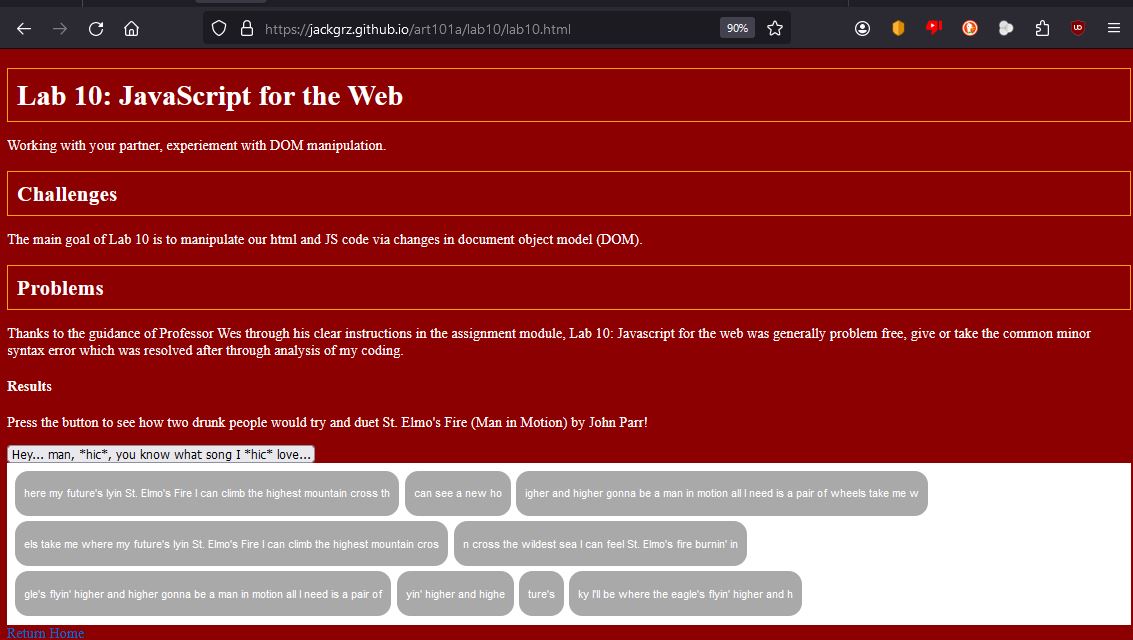 https://jackgrz.github.io/art101a/lab10/lab10.html
90%
Lab 10: JavaScript for the Web
Working with your partner, experiement with DOM manipulation.
Challenges
The main goal of Lab 10 is to manipulate our html and JS code via changes in document object model (DOM).
Problems
Thanks to the guidance of Professor Wes through his clear instructions in the assignment module, Lab 10: Javascript for the web was generally problem free, give or take the common minor
syntax error which was resolved after through analysis of my coding.
Results
Press the button to see how two drunk people would try and duet St. Elmo's Fire (Man in Motion) by John Parr!
Hey... man, *hic*, you know what song I *hic* love...
here my future's lyin St. Elmo's Fire I can climb the highest mountain cross th can see a new ho igher and higher gonna be a man in motion all I need is a pair of wheels take me w
els take me where my future's lyin St. Elmo's Fire I can climb the highest mountain cros n cross the wildest sea I can feel St. Elmo's fire burnin' in
gle's flyin' higher and higher gonna be a man in motion all I need is a pair of yin' higher and highe ture's ky I'll be where the eagle's flyin' higher and h
Return Home